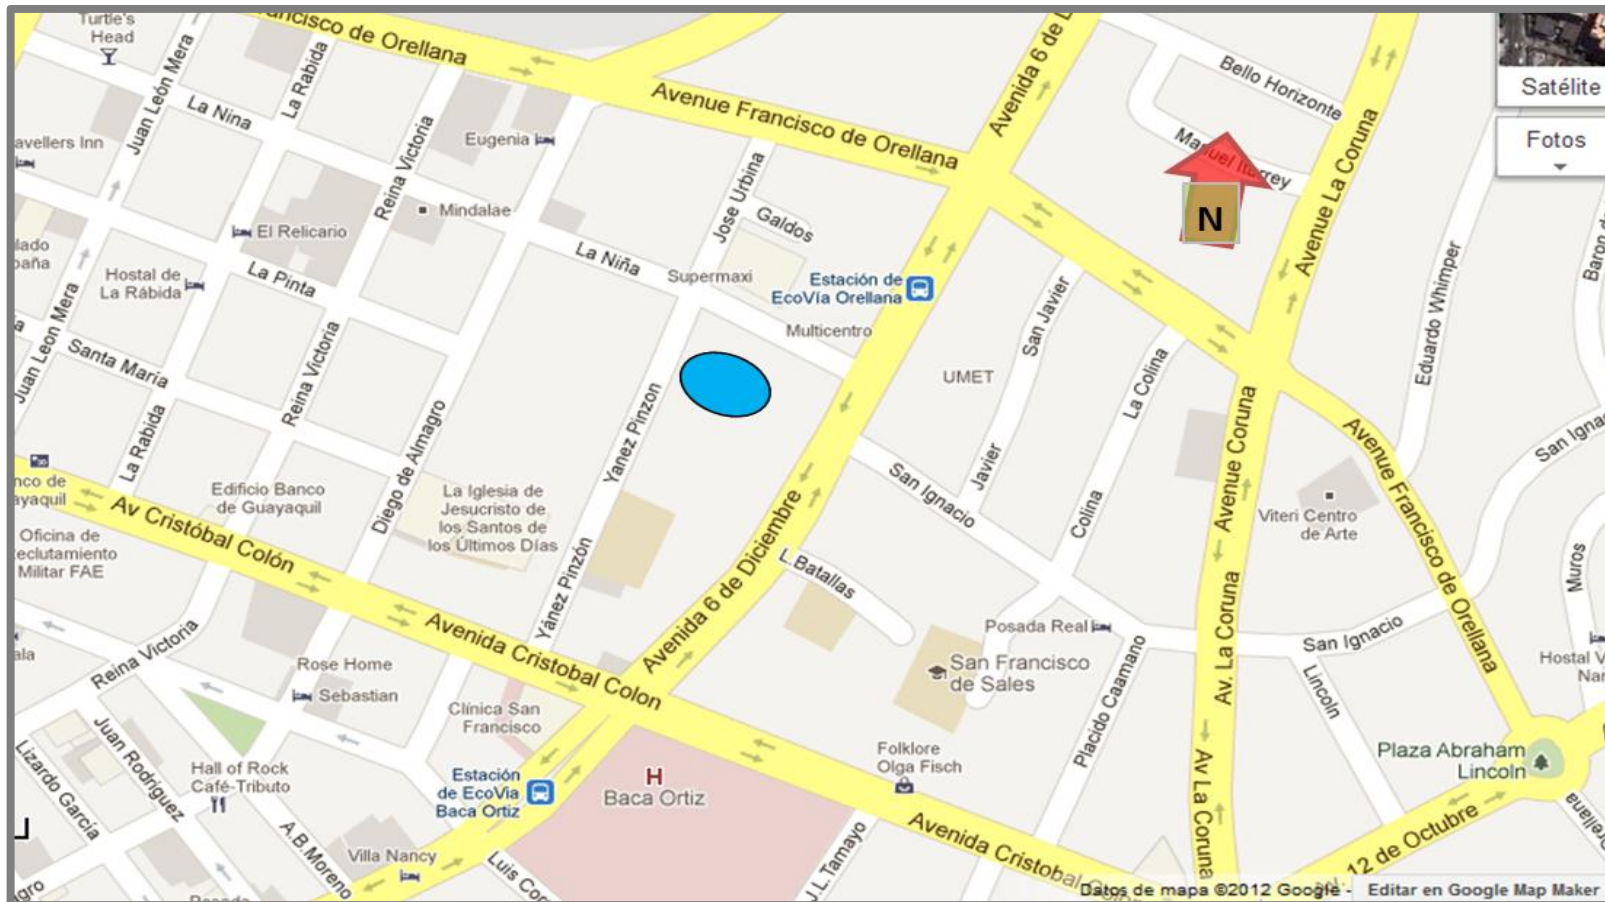 Turtle's
Head
Francisco de Orellana
Avenue Francisco de Orellana
Avenida 6 de
Bello Horizonte
Manuel Iturrey
N
Satélite
Fotos
Juan León Mera
La Rabida
La Nina
Reina Victoria
Eugenia
Jose Urbina
Galdos
Avenue La Coruna
Inn
El Relicario
Mindalae
La Niña
Supermaxi
Estación de
EcoVía Orellana
Multicentro
San Javier
Eduardo Whimper
Hostal de
La Rábida
La Pinta
Juan Leon Mera
Santa María
Reina Victoria
Diego de Almagro
Yanez Pinzon
UMET
La Colina
Javier
San Ignacio
Colina
Avenue Coruna
Avenue Francisco de Orellana
La Rabida
Edificio Banco
de Guayaquil
La Iglesia de
Jesucristo de
los Santos de
los Últimos Días
Viteri Centro
de Arte
Av Cristóbal Colón
Oficina de
Militar FAE
Yánez Pinzón
Avenida 6 de Diciembre
L.Batallas
Av. La Coruna
Muros
Avenida Cristobal Colon
Posada Real
San Ignacio
San Francisco
de Sales
Placido Caamano
Lincoln
Reina Victoria
Rose Home
Sebastian
Clínica San
Francisco
Hostal
Plaza Abraham
Lincoln
Lizardo García
Juan Rodríguez
Hall of Rock
Café-Tributo
Estación
de EcoVía
Baca Ortiz
H
Baca Ortiz
Folklore
Olga Fisch
Av La Coruna
12 de Octubre
A.B.Moreno
Villa Nancy
J.L.Tamayo
Avenida Cristobal
Datos de mapa ©2012 Google - Editar en Google Map Maker